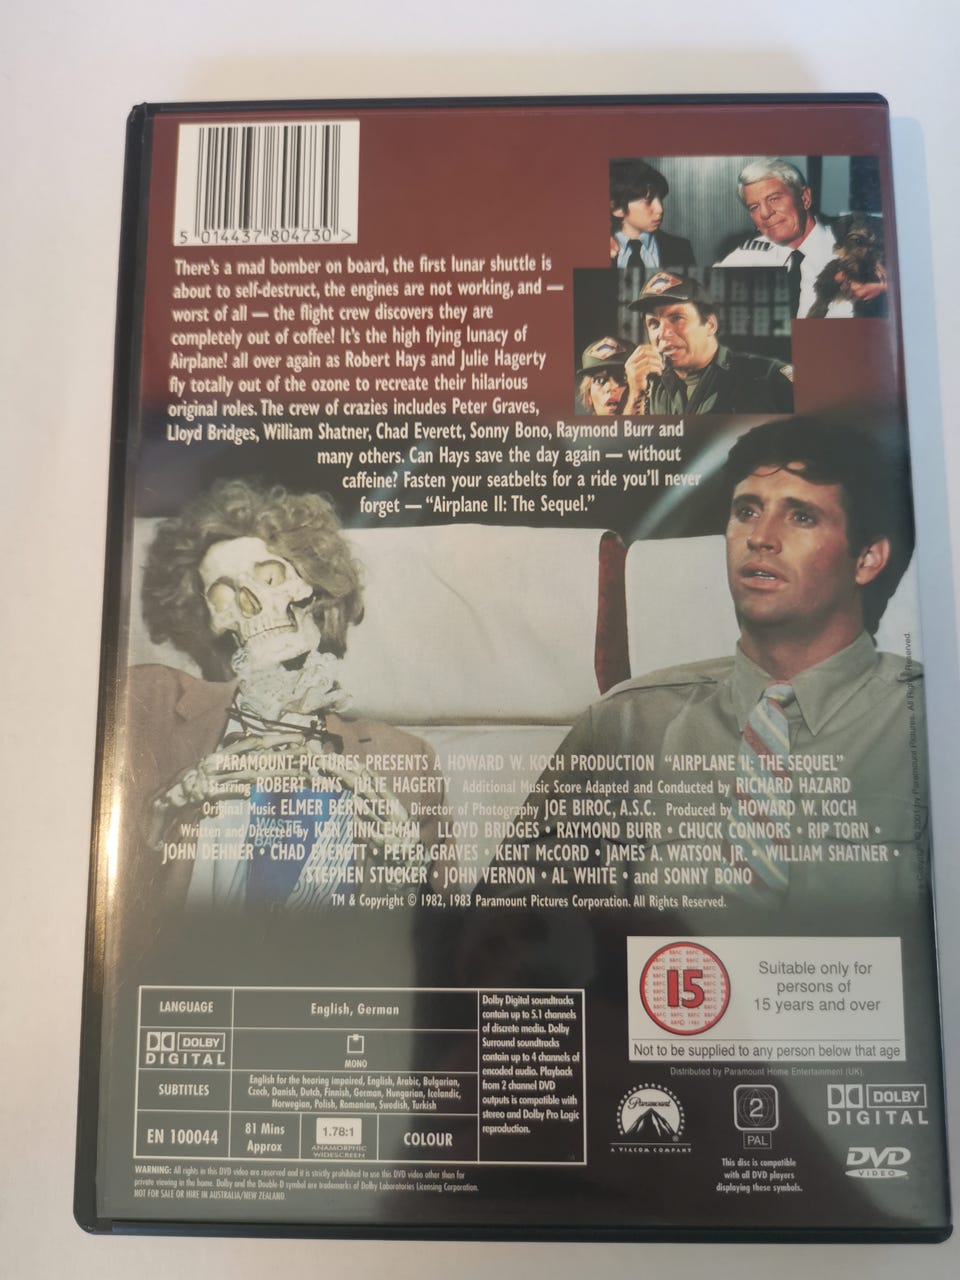 5 014437 804730 >
There's a mad bomber on board, the first lunar shuttle is
about to self-destruct, the engines are not working, and —
worst of all — the flight crew discovers they are
completely out of coffee! It's the high flying lunacy of
Airplane! all over again as Robert Hays and Julie Hagerty
fly totally out of the ozone to recreate their hilarious
original roles. The crew of crazies includes Peter Graves,
Lloyd Bridges, William Shatner, Chad Everett, Sonny Bono, Raymond Burr and
many others. Can Hays save the day again — without
caffeine? Fasten your seatbelts for a ride you'll never
forget — "Airplane II: The Sequel."
WASTE
BAG
PARAMOUNT PICTURES PRESENTS A HOWARD W. KOCH PRODUCTION "AIRPLANE II: THE SEQUEL"
Starring ROBERT HAYS JULIE HAGERTY Additional Music Score Adapted and Conducted by RICHARD HAZARD
Original Music ELMER BERNSTEIN Director of Photography JOE BIROC, A.S.C. Produced by HOWARD W. KOCH
Written and Directed by KEN FINKLEMAN LLOYD BRIDGES • RAYMOND BURR • CHUCK CONNORS • RIP TORN •
JOHN DEHNER • CHAD EVERETT • PETER GRAVES • KENT McCORD • JAMES A. WATSON, JR. • WILLIAM SHATNER •
STEPHEN STUCKER • JOHN VERNON • AL WHITE • and SONNY BONO
TM & Copyright © 1982, 1983 Paramount Pictures Corporation. All Rights Reserved.
Copyright © 2001 by Paramount Pictures. All Rights Reserved.
15
Suitable only for
persons of
15 years and over
Not to be supplied to any person below that age
Distributed by Paramount Home Entertainment (UK).
LANGUAGE English, German
DOLBY
DIGITAL
MONO
SUBTITLES
English for the hearing impaired, English, Arabic, Bulgarian,
Czech, Danish, Dutch, Finnish, German, Hungarian, Icelandic,
Norwegian, Polish, Romanian, Swedish, Turkish
EN 100044
81 Mins
Approx
1.78:1
ANAMORPHIC
WIDESCREEN
COLOUR
Dolby Digital soundtracks
contain up to 5.1 channels
of discrete media. Dolby
Surround soundtracks
contain up to 4 channels of
encoded audio. Playback
from 2 channel DVD
outputs is compatible with
stereo and Dolby Pro Logic
reproduction.
Paramount
A VIACOM COMPANY
2
PAL
This disc is compatible
with all DVD players
displaying these symbols.
DOLBY
DIGITAL
DVD
VIDEO
WARNING: All rights in this DVD video are reserved and it is strictly prohibited to use this DVD video other than for
private viewing in the home. Dolby and the Double-D symbol are trademarks of Dolby Laboratories Licensing Corporation.
NOT FOR SALE OR HIRE IN AUSTRALIA/NEW ZEALAND.